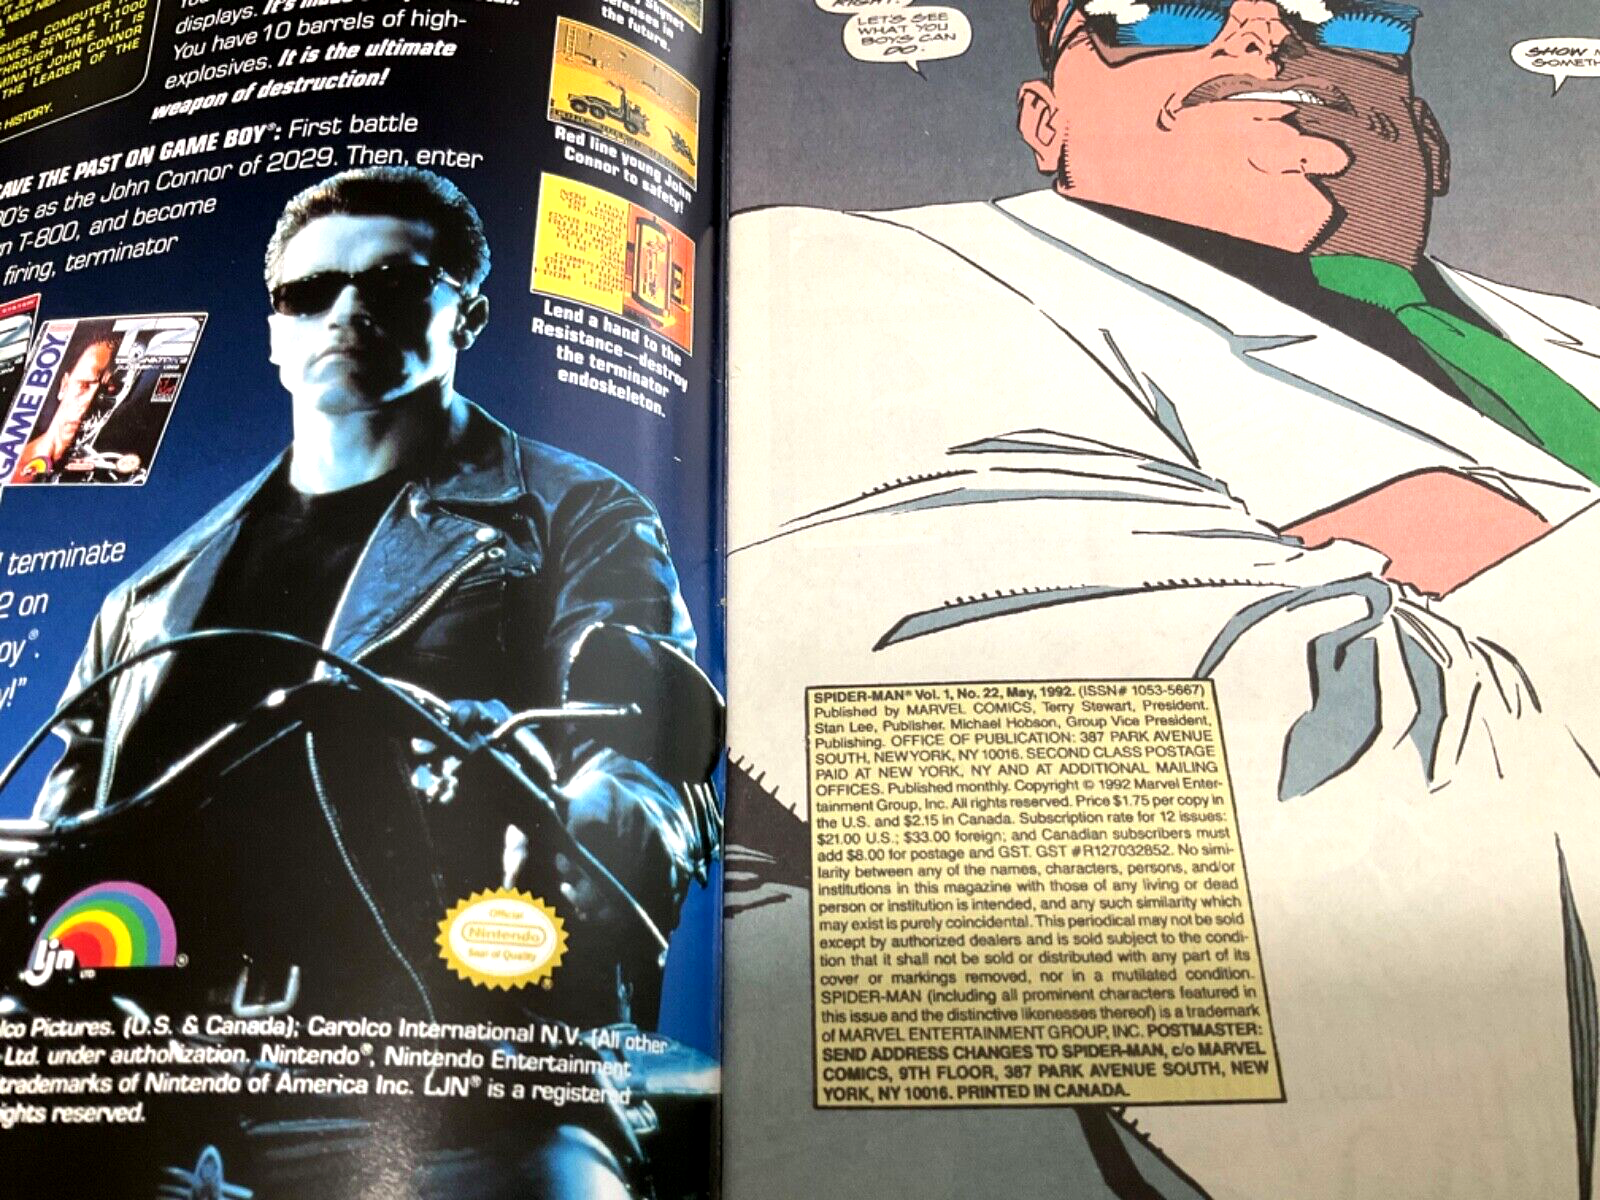 SUPER COMPUTER
SENDS A T-1000
THROUGH TIME. IT IS
JOHN CONNOR
THE LEADER OF THE
HISTORY.
displays.
You have 10 barrels of high-
explosives. It is the ultimate
weapon of destruction!
AVE THE PAST ON GAME BOY®: First battle
00's as the John Connor of 2029. Then, enter
n T-800, and become
firing, terminator
GAME BOY
T2
terminate
2 on
oy®.
y!"
Skynet
defenses in
the future.
Red line young John
Connor to safety!
Lend a hand to the
Resistance—destroy
the terminator
endoskeleton.
ljn
LTD
®
Official
Nintendo
Seal of Quality
®
lco Pictures. (U.S. & Canada); Carolco International N.V. (All other
Ltd. under authorization. Nintendo®, Nintendo Entertainment
trademarks of Nintendo of America Inc. LJN® is a registered
ghts reserved.
RIGHT.
LET'S SEE
WHAT YOU
BOYS CAN
DO.
SHOW
SPIDER-MAN® Vol. 1, No. 22, May, 1992. (ISSN# 1053-5667)
Published by MARVEL COMICS, Terry Stewart, President.
Stan Lee, Publisher. Michael Hobson, Group Vice President,
Publishing. OFFICE OF PUBLICATION: 387 PARK AVENUE
SOUTH, NEW YORK, NY 10016. SECOND CLASS POSTAGE
PAID AT NEW YORK, NY AND AT ADDITIONAL MAILING
OFFICES. Published monthly. Copyright © 1992 Marvel Enter-
tainment Group, Inc. All rights reserved. Price $1.75 per copy in
the U.S. and $2.15 in Canada. Subscription rate for 12 issues:
$21.00 U.S.; $33.00 foreign; and Canadian subscribers must
add $8.00 for postage and GST. GST #R127032852. No simi-
larity between any of the names, characters, persons, and/or
institutions in this magazine with those of any living or dead
person or institution is intended, and any such similarity which
may exist is purely coincidental. This periodical may not be sold
except by authorized dealers and is sold subject to the condi-
tion that it shall not be sold or distributed with any part of its
cover or markings removed, nor in a mutilated condition.
SPIDER-MAN (including all prominent characters featured in
this issue and the distinctive likenesses thereof) is a trademark
of MARVEL ENTERTAINMENT GROUP, INC. POSTMASTER:
SEND ADDRESS CHANGES TO SPIDER-MAN, c/o MARVEL
COMICS, 9TH FLOOR, 387 PARK AVENUE SOUTH, NEW
YORK, NY 10016. PRINTED IN CANADA.